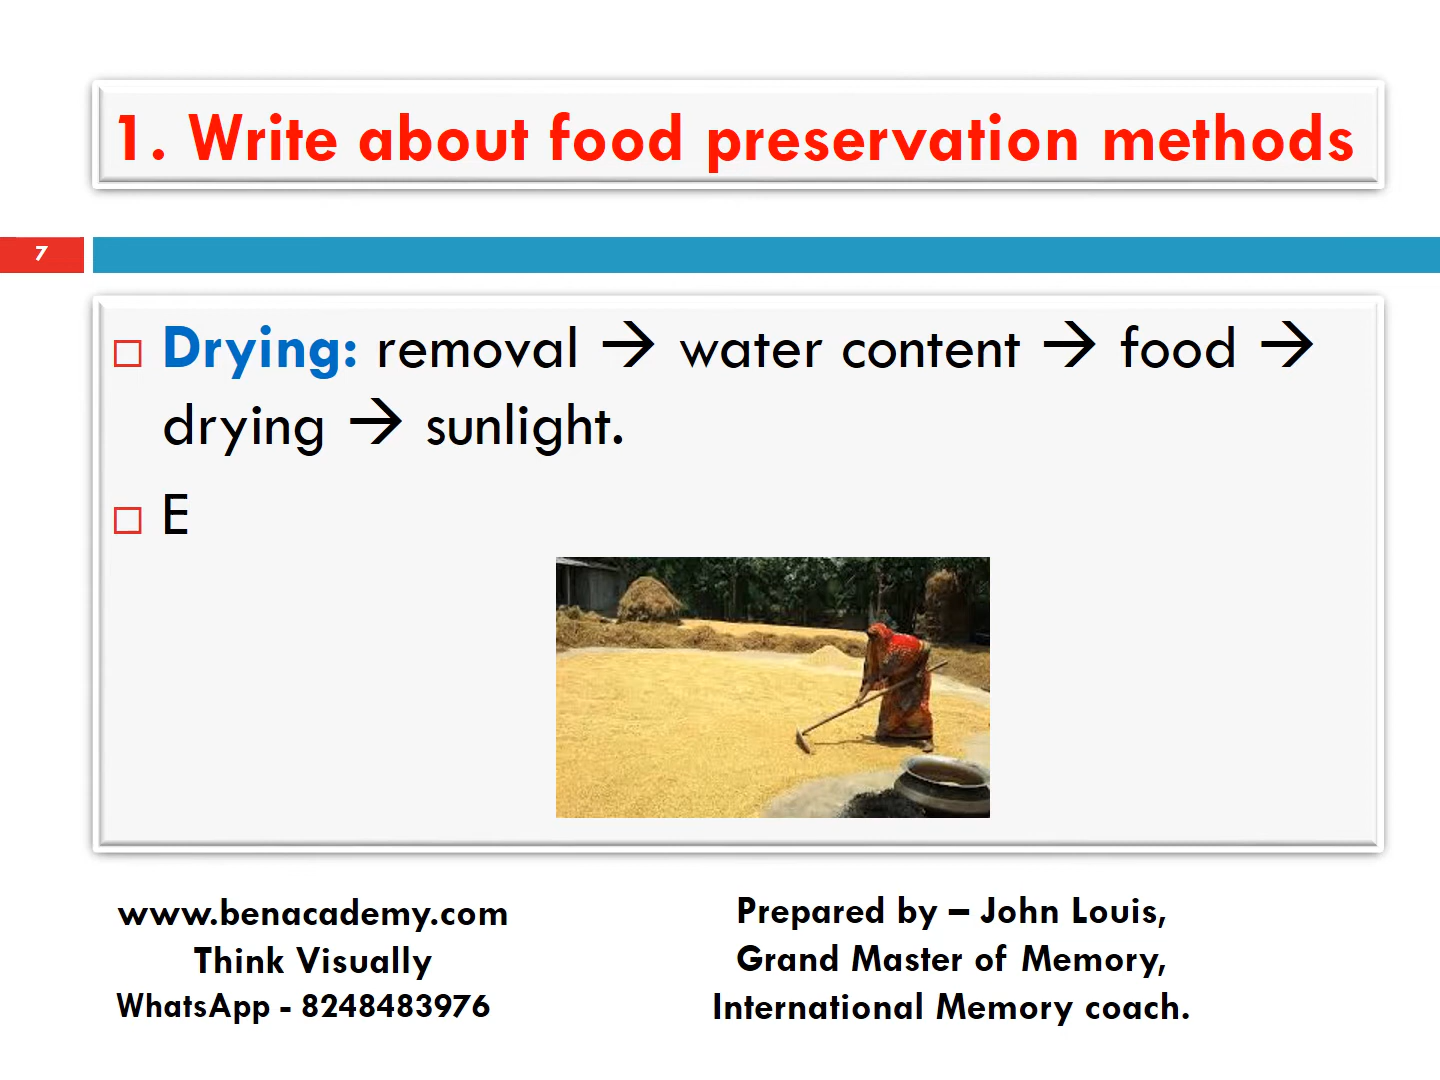 1. Write about food preservation methods
7
Drying: removal → water content → food →
drying → sunlight.
E
www.benacademy.com
Think Visually
WhatsApp - 8248483976
Prepared by – John Louis,
Grand Master of Memory,
International Memory coach.